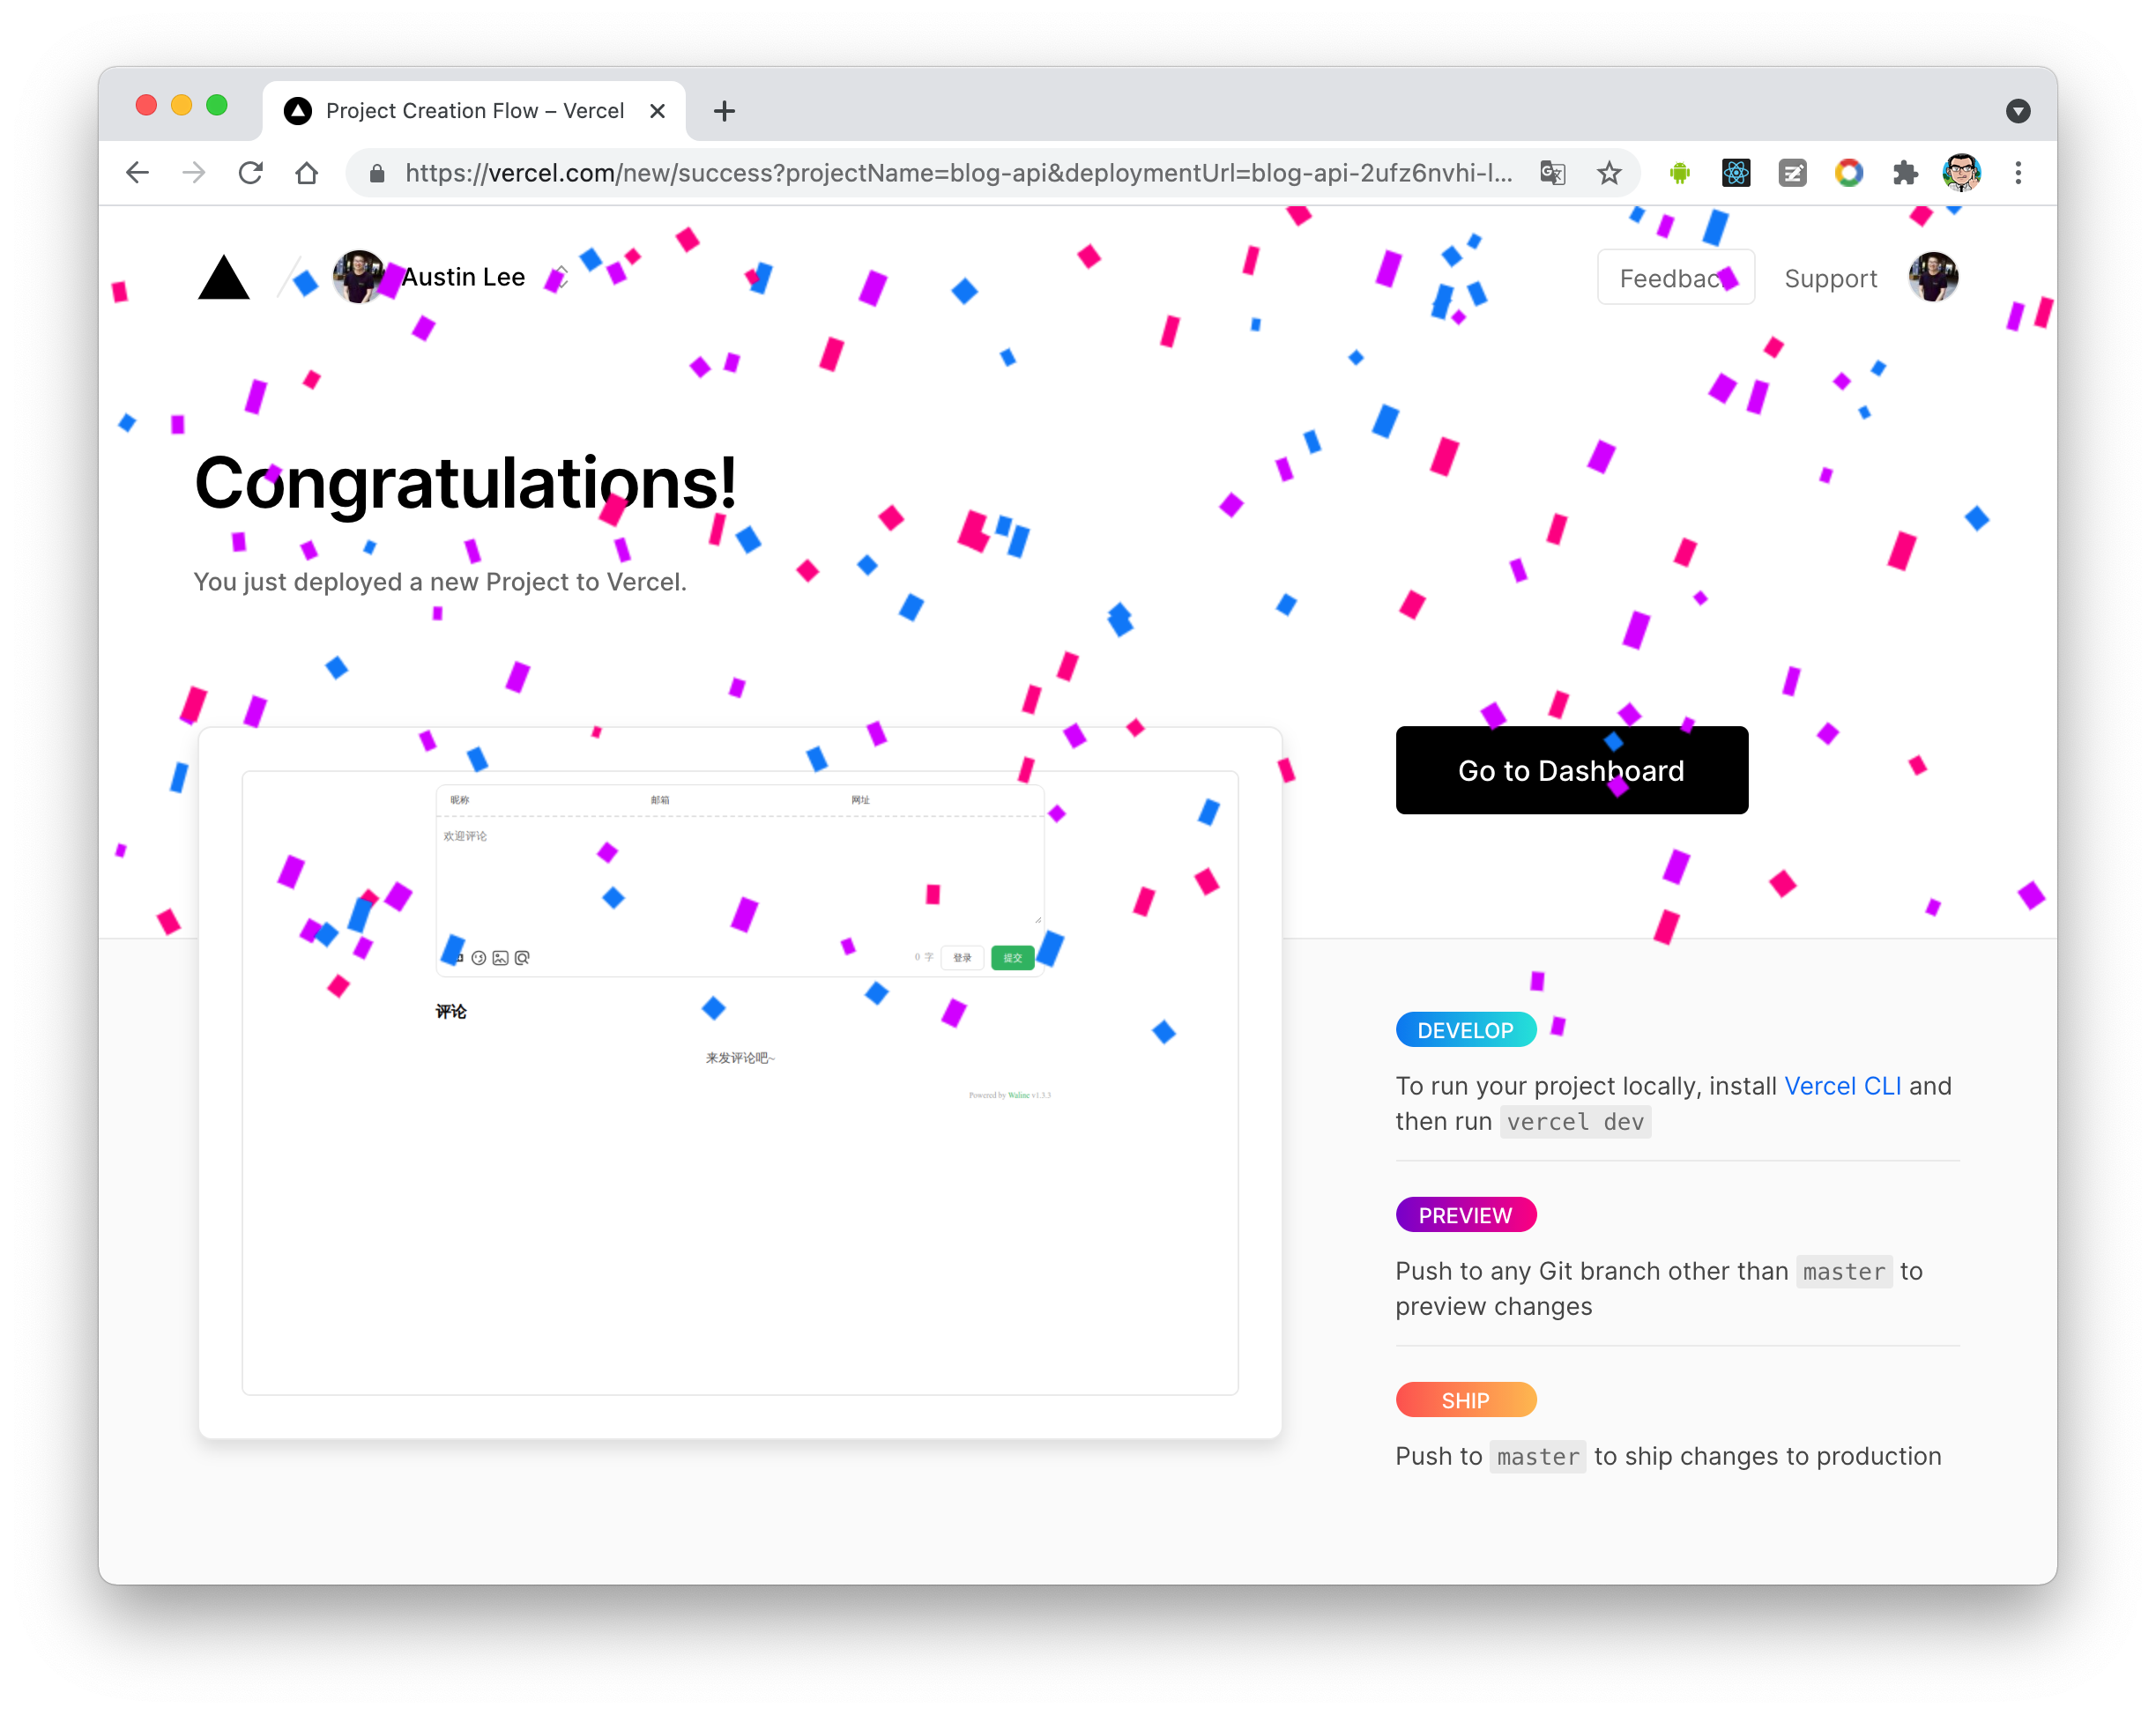 Project Creation Flow – Vercel
https://vercel.com/new/success?projectName=blog-api&deploymentUrl=blog-api-2ufz6nvhi-l...
Austin Lee
Feedback
Support
Congratulations!
You just deployed a new Project to Vercel.
Go to Dashboard
昵称 邮箱 网址
欢迎评论
0 字 登录 提交
评论
来发评论吧~
Powered by Waline v1.3.3
DEVELOP
To run your project locally, install Vercel CLI and
then run vercel dev
PREVIEW
Push to any Git branch other than master to
preview changes
SHIP
Push to master to ship changes to production